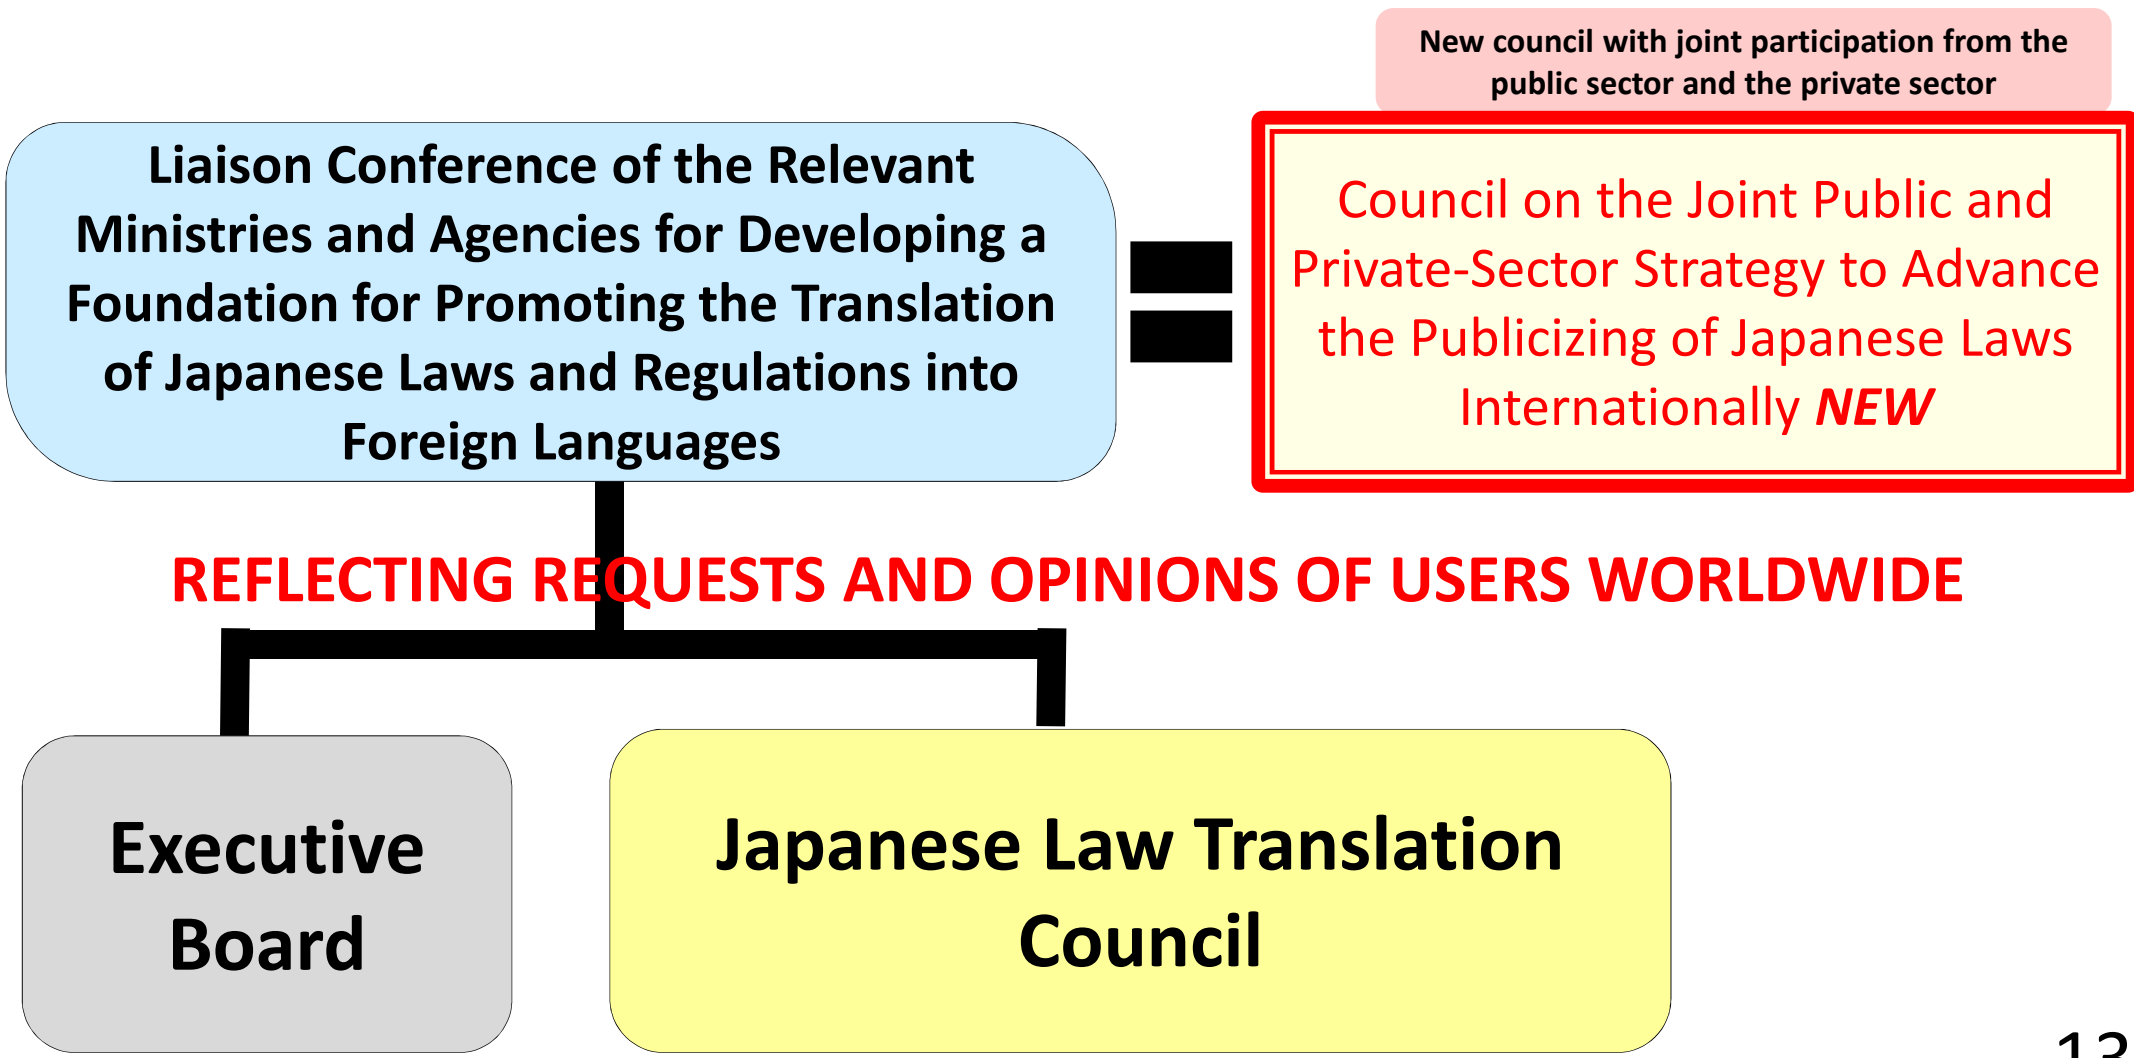 New council with joint participation from the
public sector and the private sector
Liaison Conference of the Relevant
Ministries and Agencies for Developing a
Foundation for Promoting the Translation
of Japanese Laws and Regulations into
Foreign Languages
Council on the Joint Public and
Private-Sector Strategy to Advance
the Publicizing of Japanese Laws
Internationally NEW
REFLECTING REQUESTS AND OPINIONS OF USERS WORLDWIDE
Executive
Board
Japanese Law Translation
Council
13